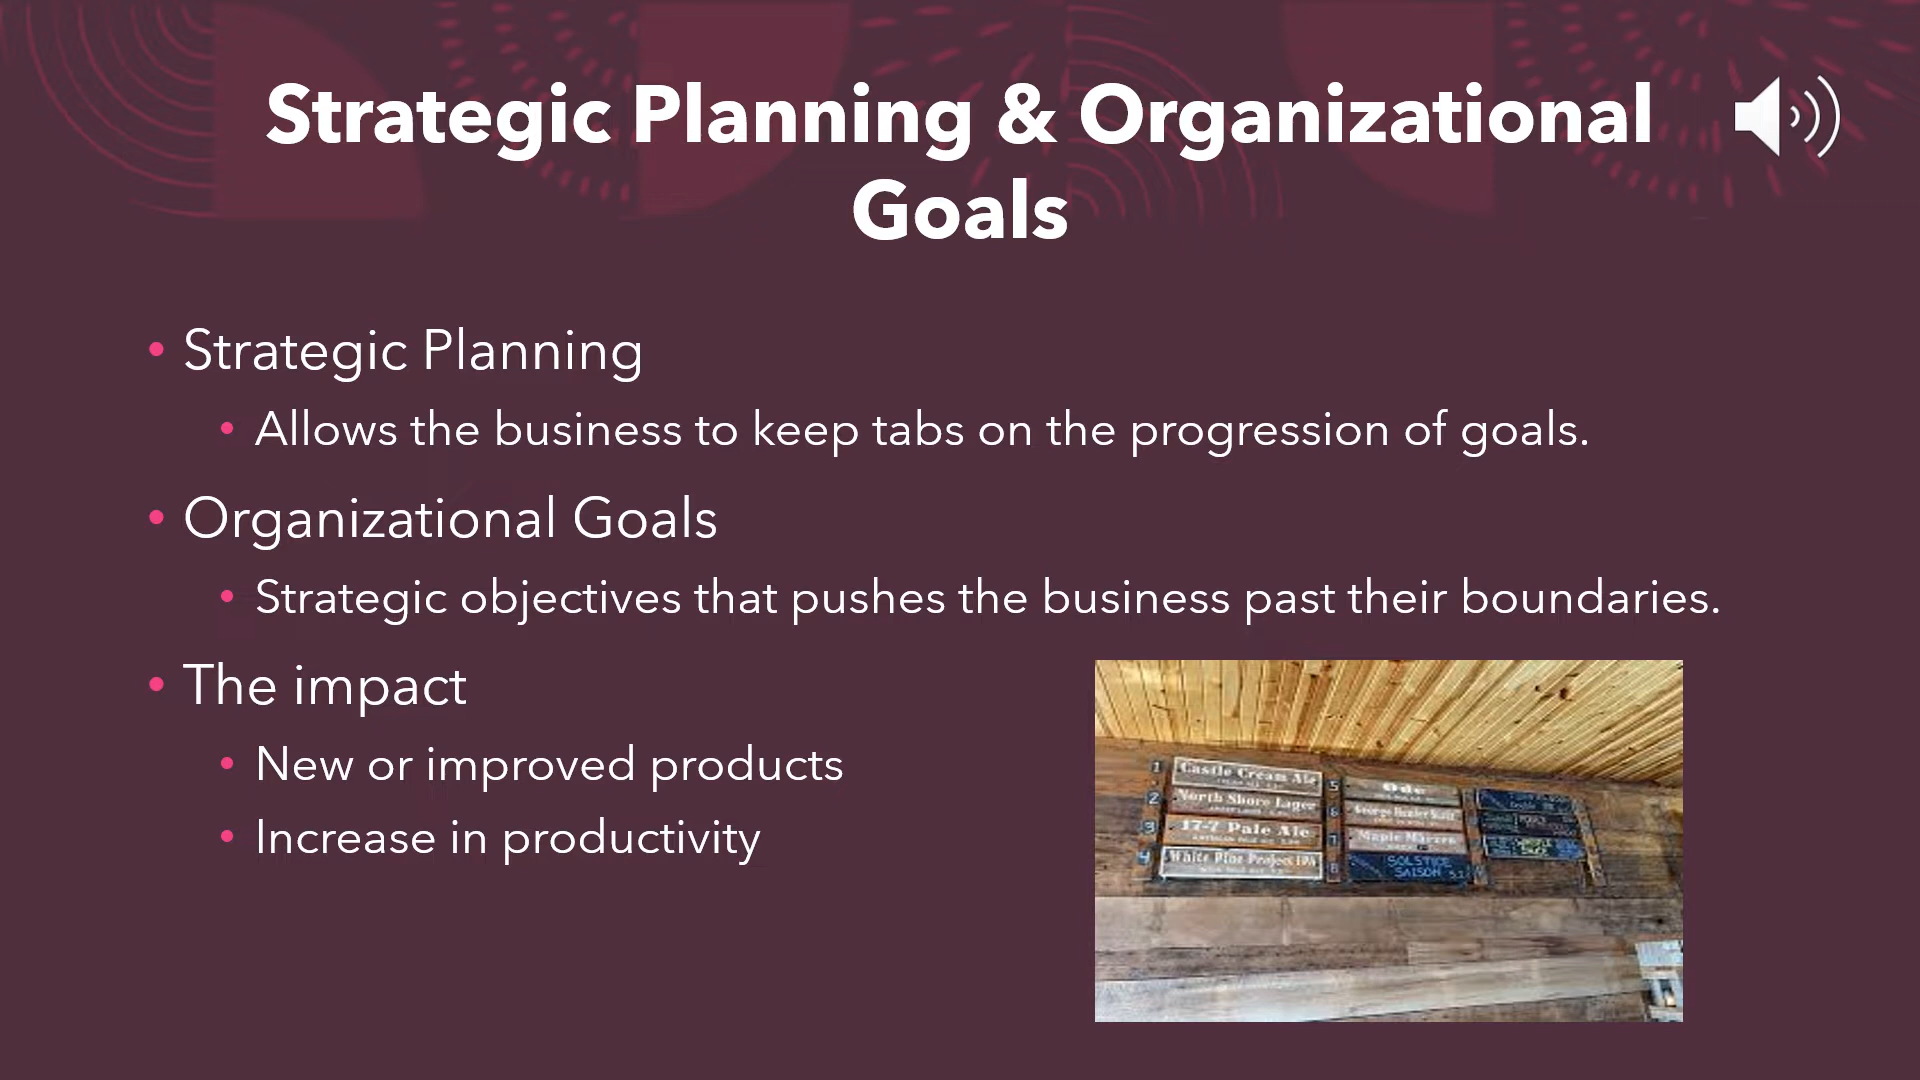 Strategic Planning & Organizational
Goals
• Strategic Planning
• Allows the business to keep tabs on the progression of goals.
• Organizational Goals
• Strategic objectives that pushes the business past their boundaries.
• The impact
• New or improved products
• Increase in productivity
1 Castle Cream Ale
2 North Shore Lager
3 17-7 Pale Ale
4 White Pine Project IPA
5 Ode
6
7 Maple
8 SOLSTICE
SAISON